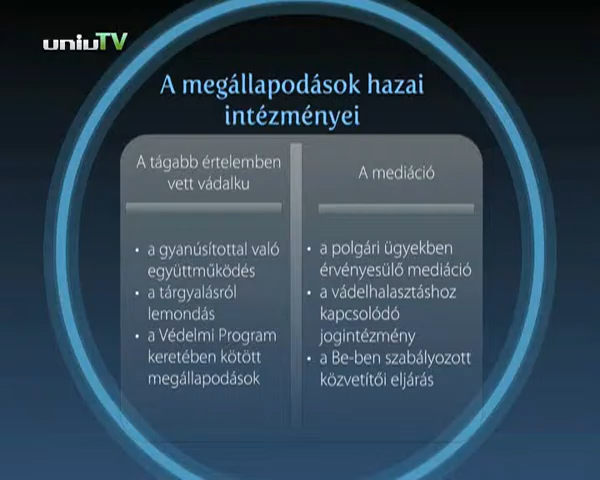 uniuTV
A megállapodások hazai
intézményei
A tágabb értelemben
vett vádalku
• a gyanúsítottal való
együttműködés
• a tárgyalásról
lemondás
• a Védelmi Program
keretében kötött
megállapodások
A mediáció
• a polgári ügyekben
érvényesülő mediáció
• a vádelhalasztáshoz
kapcsolódó
jogintézmény
• a Be-ben szabályozott
közvetítői eljárás